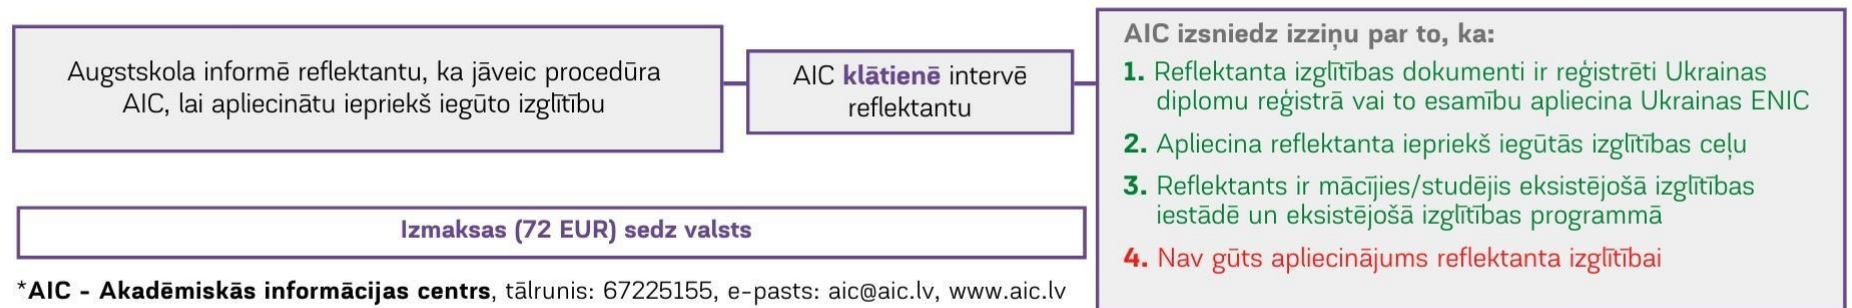 Augstskola informē reflektantu, ka jāveic procedūra
AIC, lai apliecinātu iepriekš iegūto izglītību
AIC klātienē intervē
reflektantu
AIC izsniedz izziņu par to, ka:
1. Reflektanta izglītības dokumenti ir reģistrēti Ukrainas
diplomu reģistrā vai to esamību apliecina Ukrainas ENIC
2. Apliecina reflektanta iepriekš iegūtās izglītības ceļu
3. Reflektants ir mācījies/studējis eksistējošā izglītības
iestādē un eksistējošā izglītības programmā
4. Nav gūts apliecinājums reflektanta izglītībai
Izmaksas (72 EUR) sedz valsts
*AIC - Akadēmiskās informācijas centrs, tālrunis: 67225155, e-pasts: aic@aic.lv, www.aic.lv